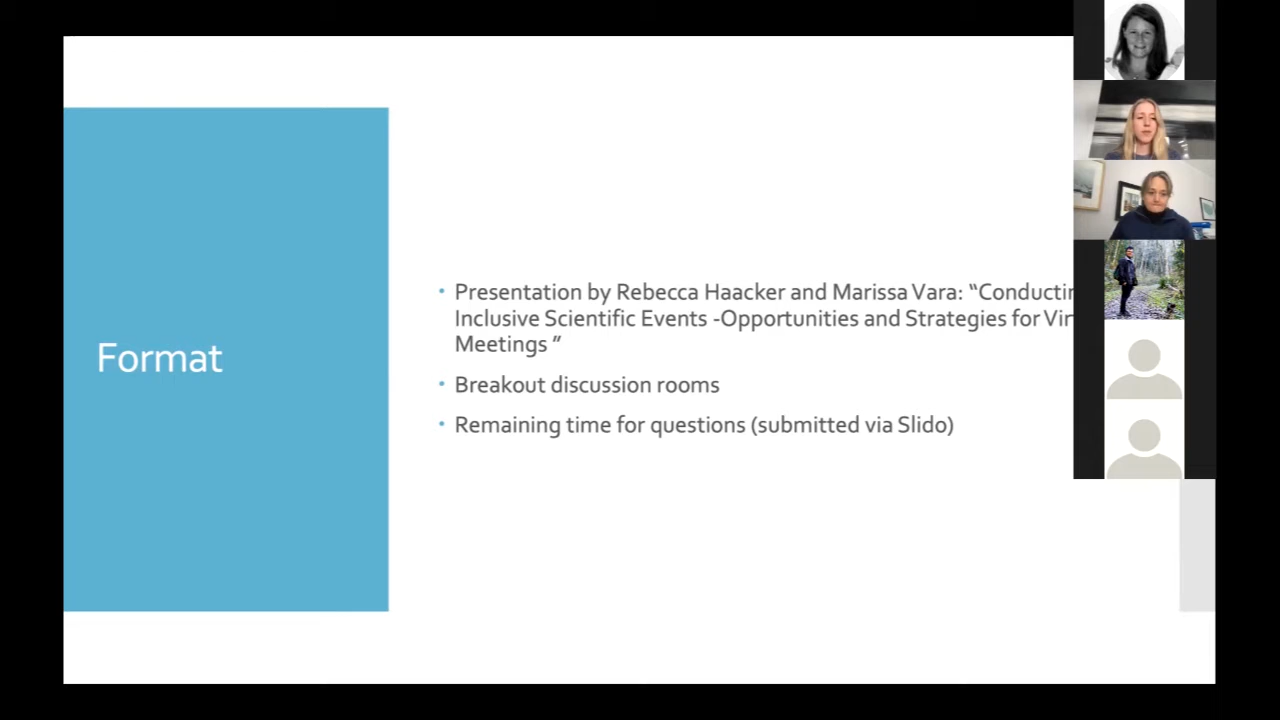 Format
• Presentation by Rebecca Haacker and Marissa Vara: “Conductin
Inclusive Scientific Events -Opportunities and Strategies for Vir
Meetings ”
• Breakout discussion rooms
• Remaining time for questions (submitted via Slido)